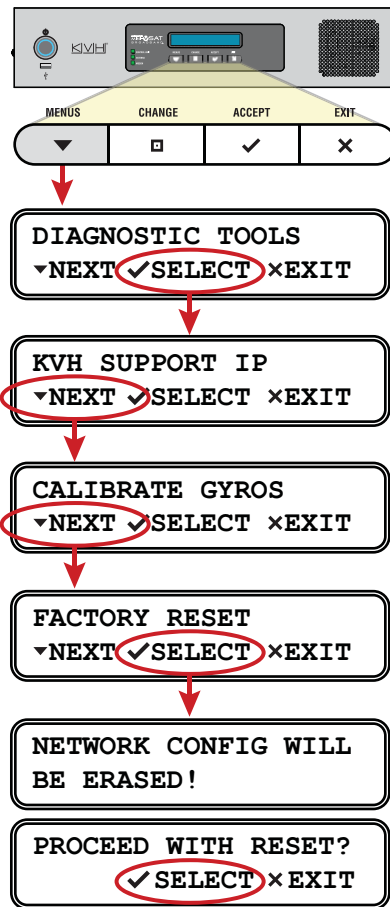 KVH
MENUS CHANGE ACCEPT EXIT
DIAGNOSTIC TOOLS
▼NEXT ✓SELECT ×EXIT
KVH SUPPORT IP
▼NEXT ✓SELECT ×EXIT
CALIBRATE GYROS
▼NEXT ✓SELECT ×EXIT
FACTORY RESET
▼NEXT ✓SELECT ×EXIT
NETWORK CONFIG WILL
BE ERASED!
PROCEED WITH RESET?
✓SELECT ×EXIT